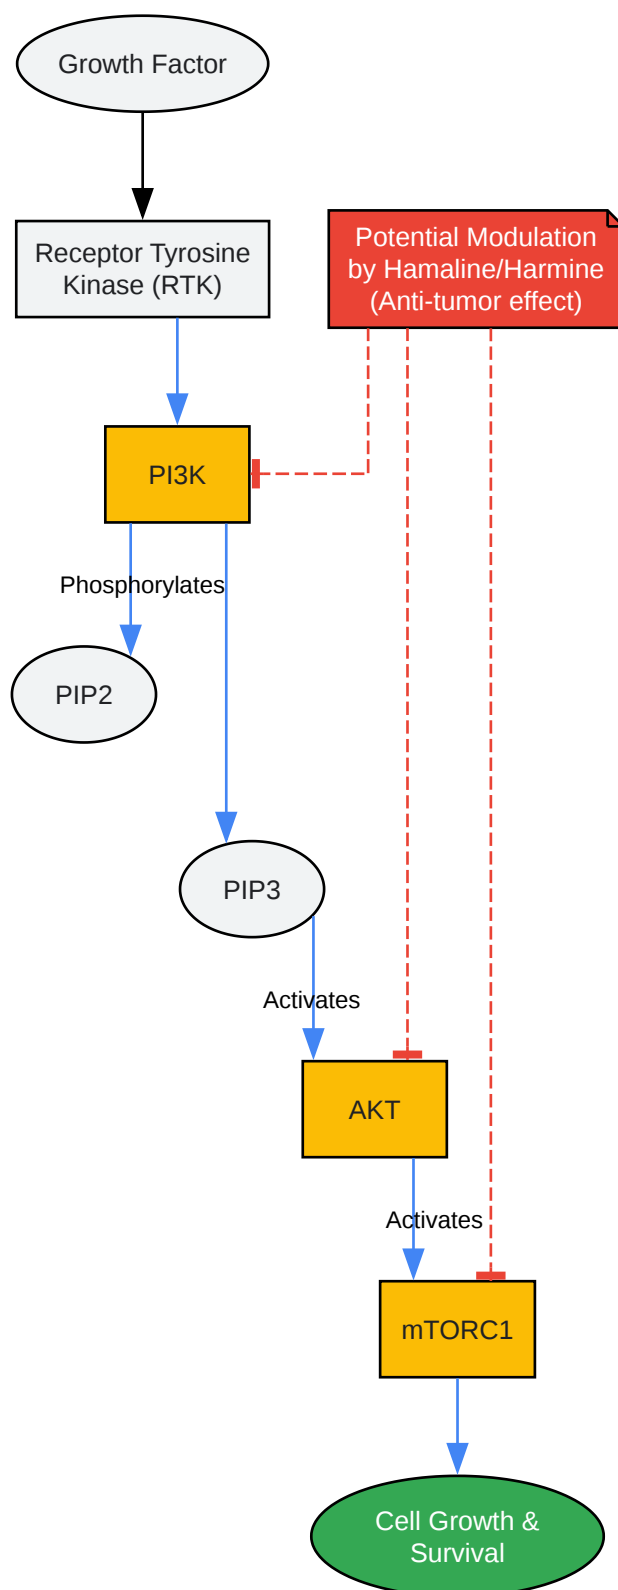 Growth Factor
Receptor Tyrosine
Kinase (RTK)
Potential Modulation
by Hamaline/Harmine
(Anti-tumor effect)
PI3K
Phosphorylates
PIP2
PIP3
Activates
AKT
Activates
mTORC1
Cell Growth &
Survival